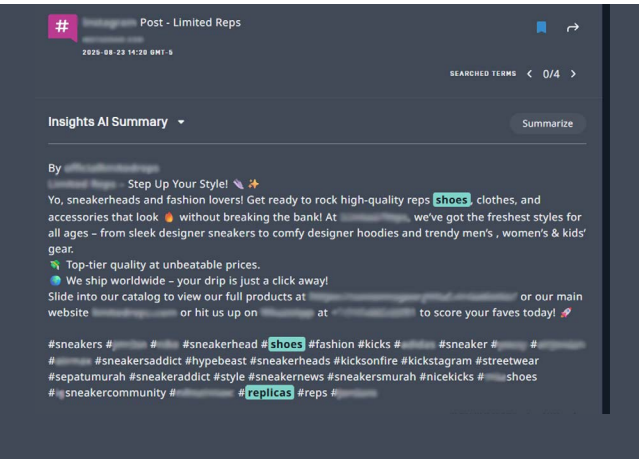 # Post - Limited Reps
2025-08-23 14:20 GMT-5
SEARCHED TERMS < 0/4 >
Insights AI Summary
Summarize
By
– Step Up Your Style! 👠 ✨
Yo, sneakerheads and fashion lovers! Get ready to rock high-quality reps shoes, clothes, and
accessories that look 🔥 without breaking the bank! At , we’ve got the freshest styles for
all ages – from sleek designer sneakers to comfy designer hoodies and trendy men’s , women’s & kids’
gear.
💸 Top-tier quality at unbeatable prices.
🌍 We ship worldwide – your drip is just a click away!
Slide into our catalog to view our full products at or our main
website or hit us up on at to score your faves today! 🚀
#sneakers # # #sneakerhead #shoes #fashion #kicks # #sneaker # #
# #sneakersaddict #hypebeast #sneakerheads #kicksonfire #kickstagram #streetwear
#sepatumurah #sneakeraddict #style #sneakernews #sneakersmurah #nicekicks # shoes
# sneakercommunity # #replicas #reps #